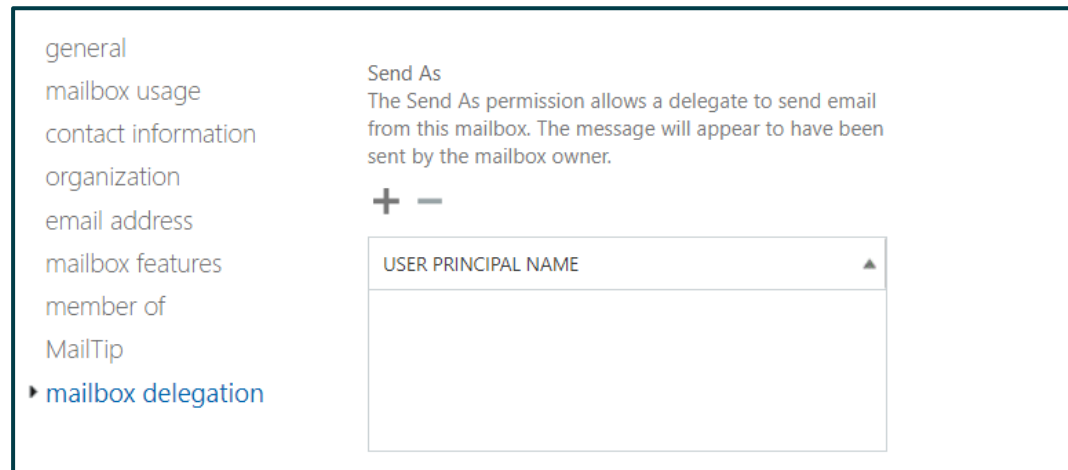 general
mailbox usage
contact information
organization
email address
mailbox features
member of
MailTip
mailbox delegation
Send As
The Send As permission allows a delegate to send email
from this mailbox. The message will appear to have been
sent by the mailbox owner.
USER PRINCIPAL NAME